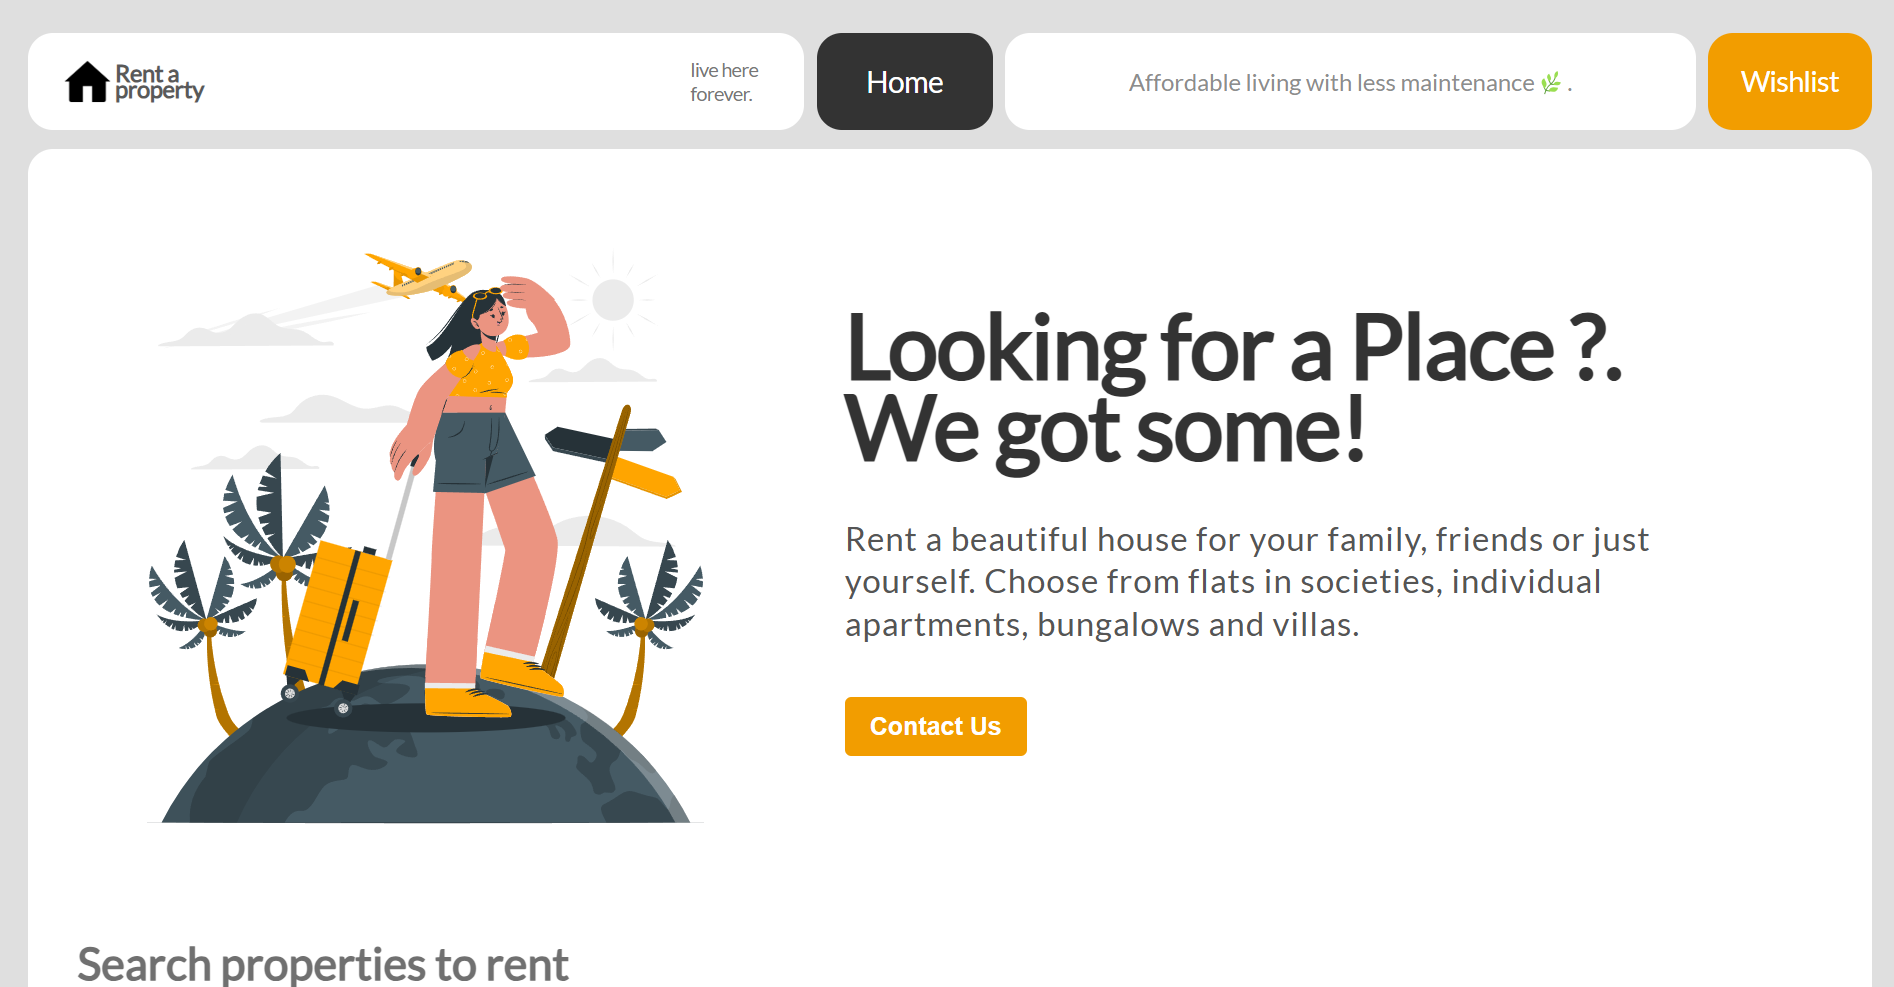 Rent a
property
live here
forever.
Home
Affordable living with less maintenance 🌿 .
Wishlist
Looking for a Place ?.
We got some!
Rent a beautiful house for your family, friends or just
yourself. Choose from flats in societies, individual
apartments, bungalows and villas.
Contact Us
Search properties to rent